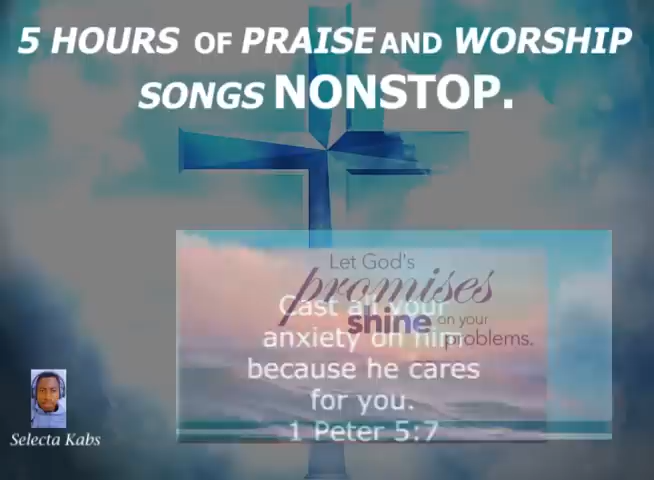 5 HOURS OF PRAISE AND WORSHIP
SONGS NONSTOP.
Let God's
promises
shine on your
problems.
Cast all your
anxiety on him
because he cares
for you.
1 Peter 5:7
Selecta Kabs